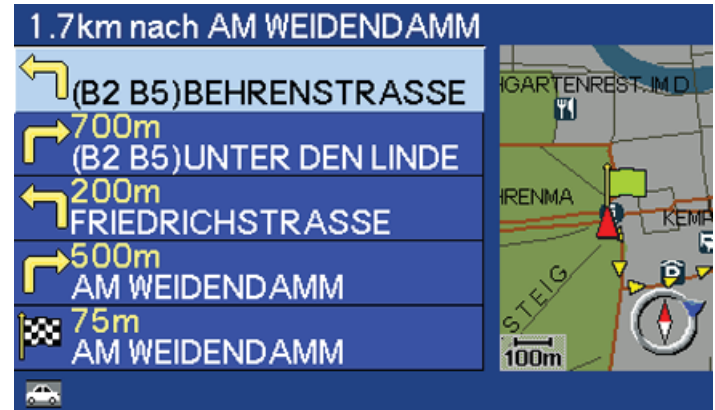 1.7km nach AM WEIDENDAMM
(B2 B5)BEHRENSTRASSE
700m
(B2 B5)UNTER DEN LINDE
200m
FRIEDRICHSTRASSE
500m
AM WEIDENDAMM
75m
AM WEIDENDAMM
GARTENREST. IM D
HRENMA
KEMP
STEIG
100m